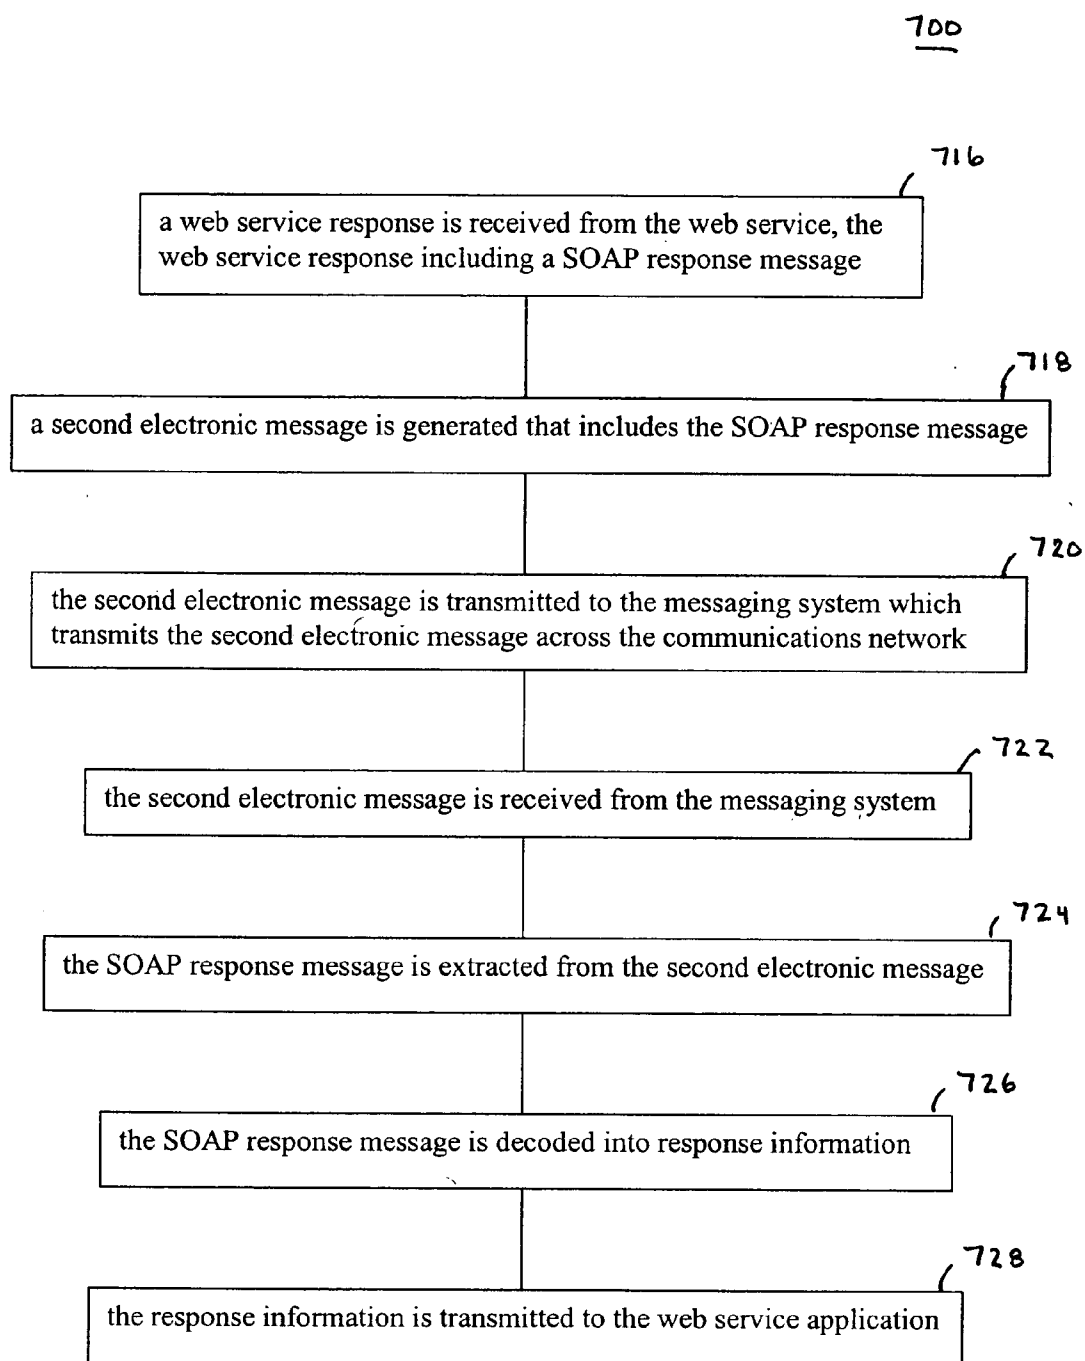 700
716
a web service response is received from the web service, the
web service response including a SOAP response message
718
a second electronic message is generated that includes the SOAP response message
720
the second electronic message is transmitted to the messaging system which
transmits the second electronic message across the communications network
722
the second electronic message is received from the messaging system
724
the SOAP response message is extracted from the second electronic message
726
the SOAP response message is decoded into response information
728
the response information is transmitted to the web service application